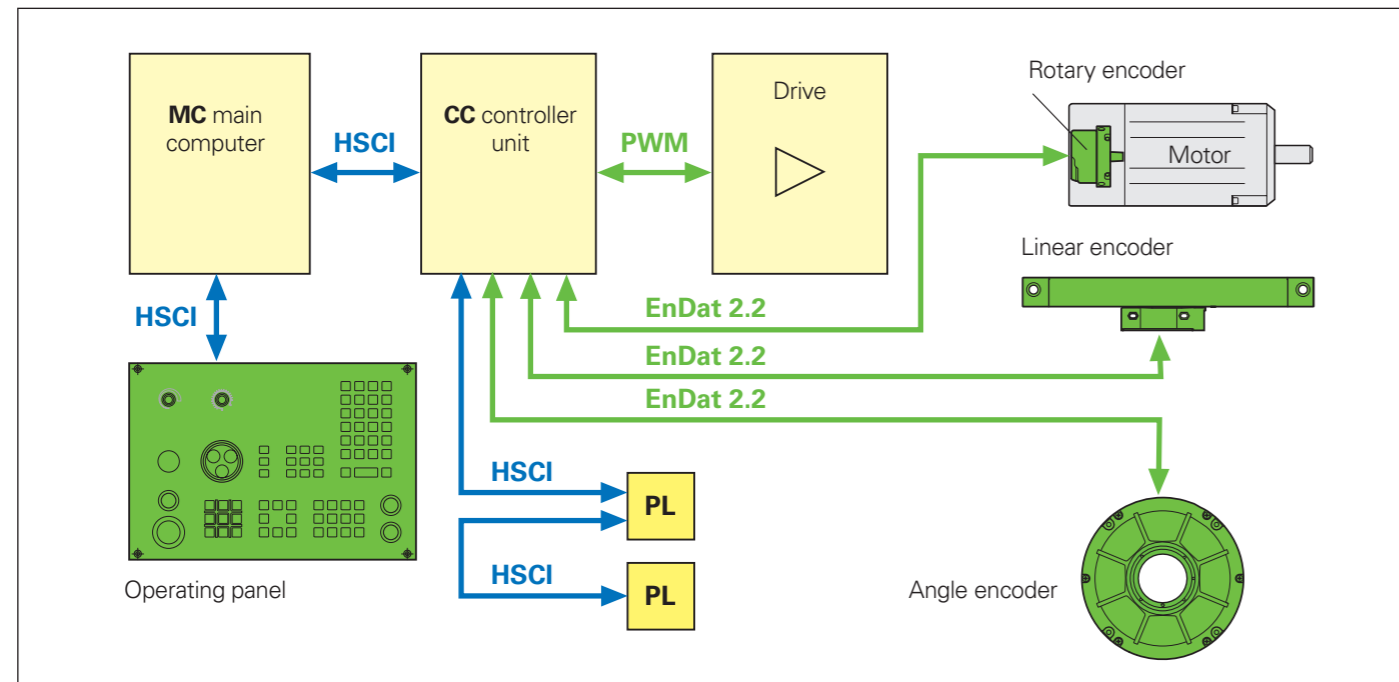 MC main
computer
HSCI
CC controller
unit
PWM
Drive
Rotary encoder
Motor
Linear encoder
HSCI
EnDat 2.2
EnDat 2.2
EnDat 2.2
Operating panel
HSCI
PL
HSCI
PL
Angle encoder